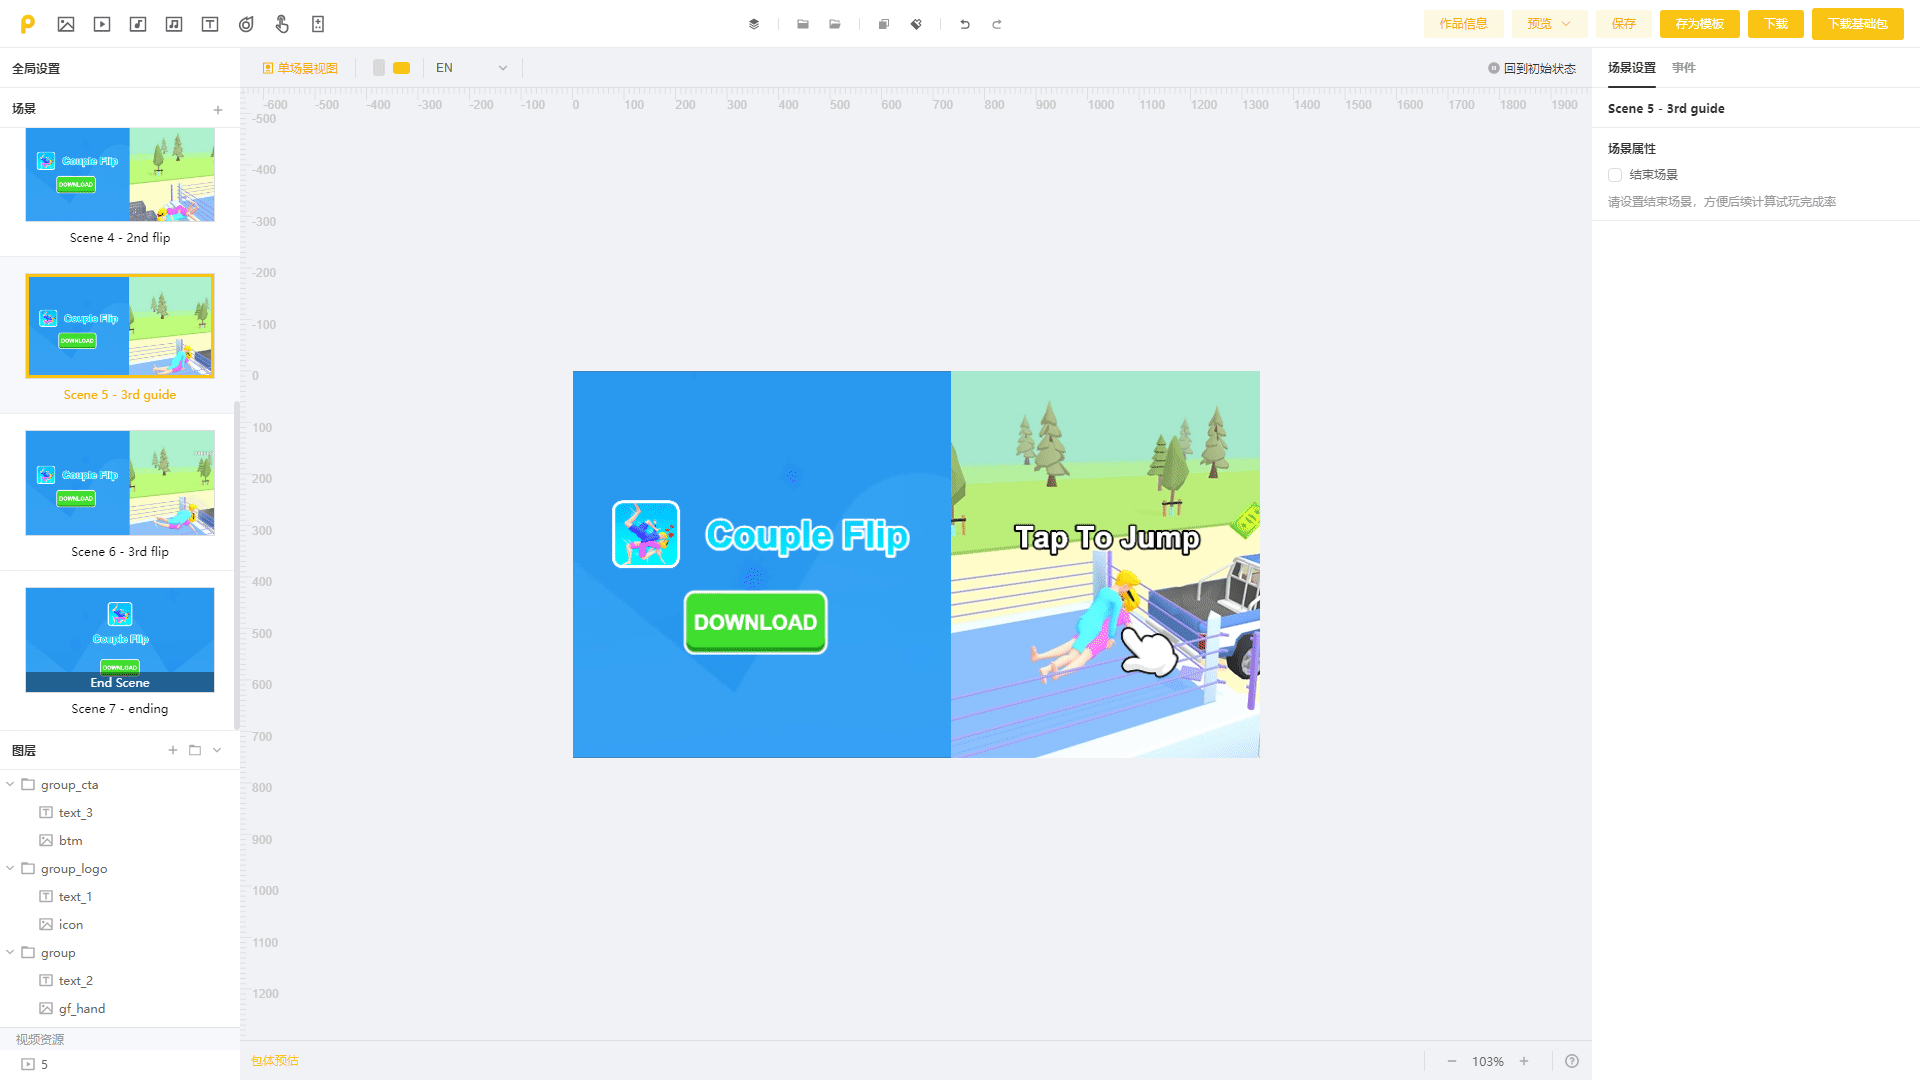 作品信息
预览
保存
存为模板
下载
下载基础包
全局设置
单场景视图
EN
回到初始状态
场景设置
事件
场景
-600 -500 -400 -300 -200 -100 0 100 200 300 400 500 600 700 800 900 1000 1100 1200 1300 1400 1500 1600 1700 1800 1900
Scene 5 - 3rd guide
场景属性
结束场景
请设置结束场景，方便后续计算试玩完成率
-500
-400
-300
-200
-100
0
100
200
300
400
500
600
700
800
900
1000
1100
1200
Couple Flip
DOWNLOAD
Scene 4 - 2nd flip
Couple Flip
DOWNLOAD
Scene 5 - 3rd guide
Couple Flip
DOWNLOAD
Scene 6 - 3rd flip
Couple Flip
DOWNLOAD
End Scene
Scene 7 - ending
Couple Flip
DOWNLOAD
Tap To Jump
图层
group_cta
text_3
btm
group_logo
text_1
icon
group
text_2
gf_hand
视频资源
5
包体预估
103%